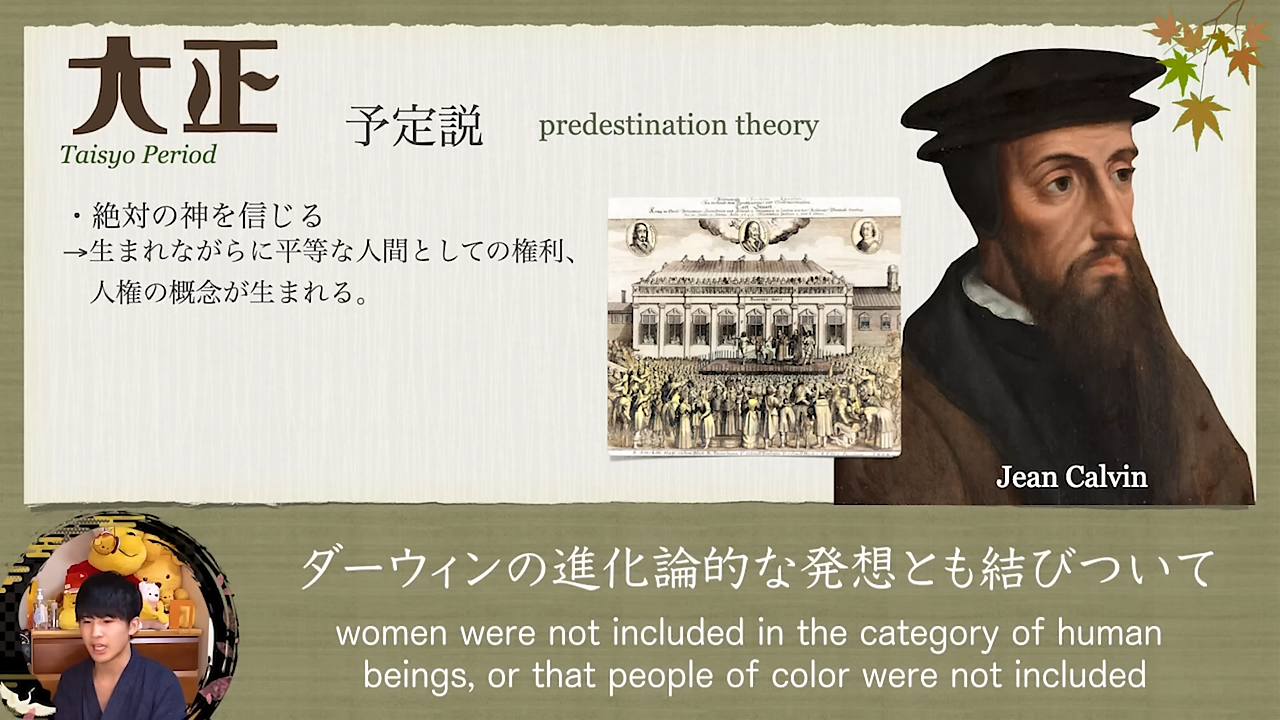 大正
Taisyo Period
予定説
predestination theory
・絶対の神を信じる
→生まれながらに平等な人間としての権利、
人権の概念が生まれる。
Jean Calvin
ダーウィンの進化論的な発想とも結びついて
women were not included in the category of human
beings, or that people of color were not included